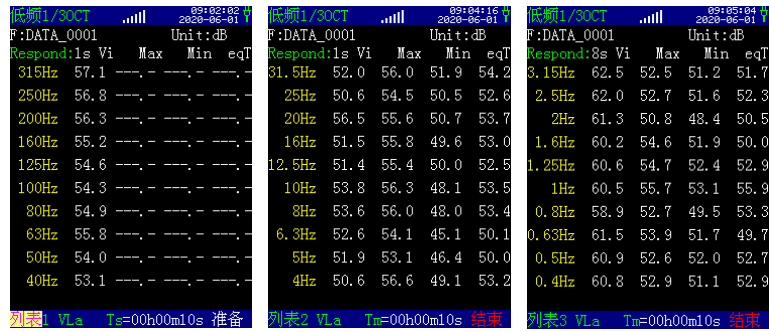 低频1/3OCT 09:02:02 2020-06-01
F:DATA_0001 Unit:dB
Respond:1s Vi Max Min eqT
315Hz 57.1 ---.- ---.- ---.-
250Hz 56.8 ---.- ---.- ---.-
200Hz 56.3 ---.- ---.- ---.-
160Hz 55.2 ---.- ---.- ---.-
125Hz 54.6 ---.- ---.- ---.-
100Hz 54.3 ---.- ---.- ---.-
80Hz 54.9 ---.- ---.- ---.-
63Hz 55.8 ---.- ---.- ---.-
50Hz 54.0 ---.- ---.- ---.-
40Hz 53.1 ---.- ---.- ---.-
列表1 VLa Ts=00h00m10s 准备
低频1/3OCT 09:04:16 2020-06-01
F:DATA_0001 Unit:dB
Respond:1s Vi Max Min eqT
31.5Hz 52.0 56.0 51.9 54.2
25Hz 50.6 54.5 50.5 52.6
20Hz 56.5 55.6 50.7 53.7
16Hz 51.5 55.8 49.6 53.0
12.5Hz 51.4 55.4 50.0 52.5
10Hz 53.8 56.3 48.1 53.5
8Hz 53.6 56.0 48.0 53.4
6.3Hz 52.6 54.1 45.1 50.1
5Hz 51.9 53.1 46.4 50.0
4Hz 50.6 56.6 49.1 53.2
列表2 VLa Tm=00h00m10s 结束
低频1/3OCT 09:05:04 2020-06-01
F:DATA_0001 Unit:dB
Respond:8s Vi Max Min eqT
3.15Hz 62.5 52.5 51.2 51.7
2.5Hz 62.0 52.7 51.6 52.3
2Hz 61.3 50.8 48.4 50.5
1.6Hz 60.2 54.6 51.9 50.0
1.25Hz 60.6 54.7 52.4 52.9
1Hz 60.5 55.7 53.1 55.9
0.8Hz 58.9 52.7 49.5 53.3
0.63Hz 61.5 53.9 51.7 49.7
0.5Hz 60.9 52.6 52.0 52.7
0.4Hz 60.8 52.9 51.1 52.9
列表3 VLa Tm=00h00m10s 结束